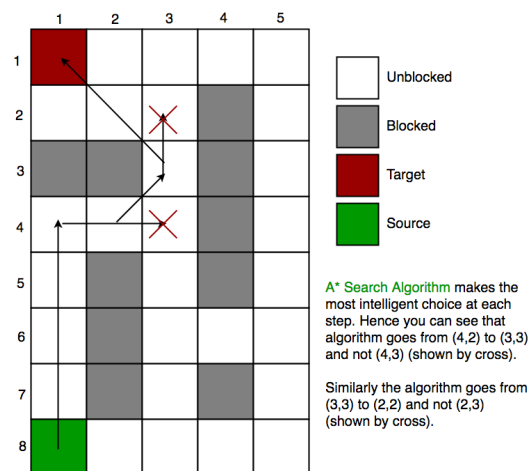 1 2 3 4 5
1
2
3
4
5
6
7
8
Unblocked
Blocked
Target
Source
A* Search Algorithm makes the
most intelligent choice at each
step. Hence you can see that
algorithm goes from (4,2) to (3,3)
and not (4,3) (shown by cross).
Similarly the algorithm goes from
(3,3) to (2,2) and not (2,3)
(shown by cross).